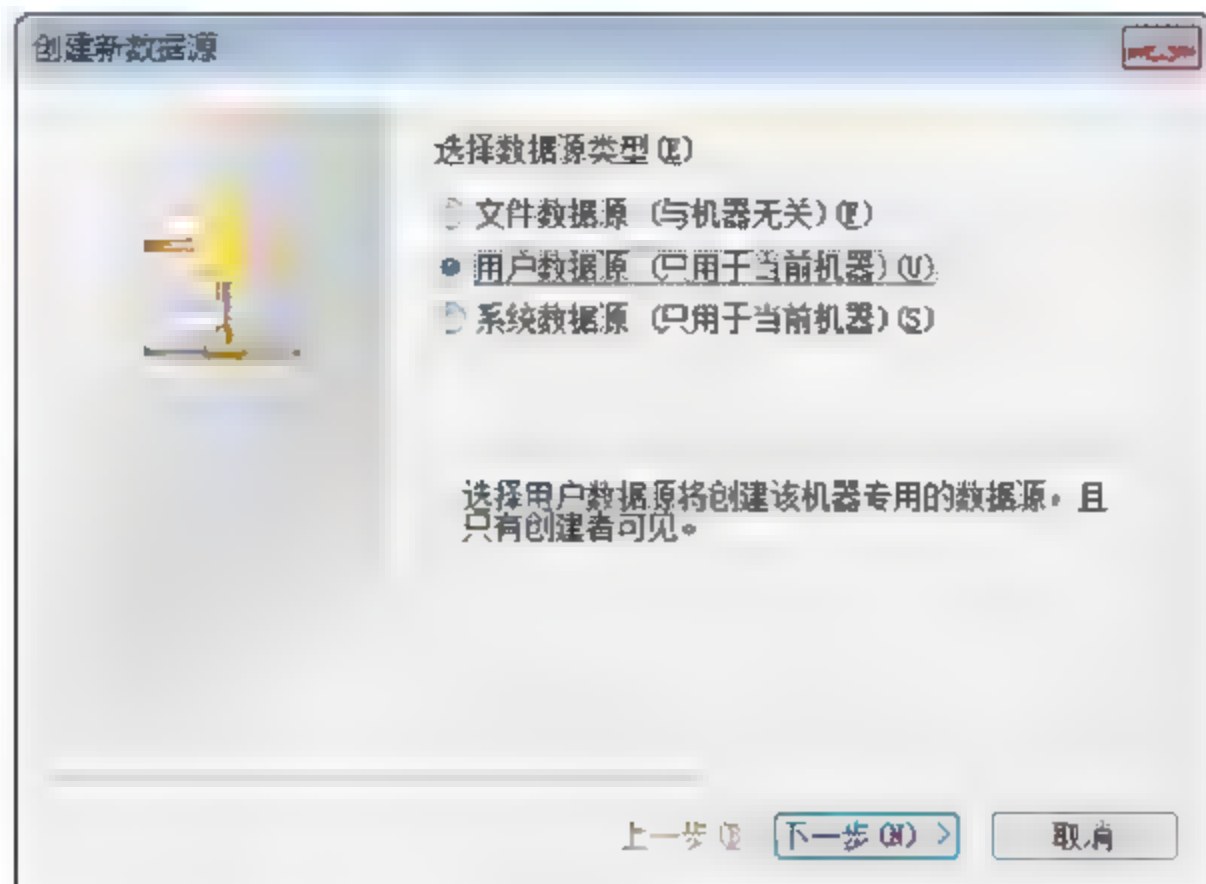 创建新数据源
选择数据源类型(E)
文件数据源 (与机器无关)(F)
用户数据源 (只用于当前机器)(U)
系统数据源 (只用于当前机器)(S)
选择用户数据源将创建该机器专用的数据源，且
只有创建者可见。
上一步
下一步(N) >
取消